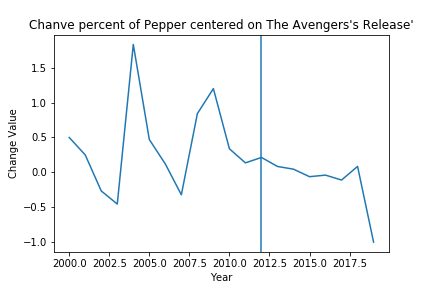 Chanve percent of Pepper centered on The Avengers's Release'
Change Value
1.5
1.0
0.5
0.0
−0.5
−1.0
2000.0 2002.5 2005.0 2007.5 2010.0 2012.5 2015.0 2017.5
Year